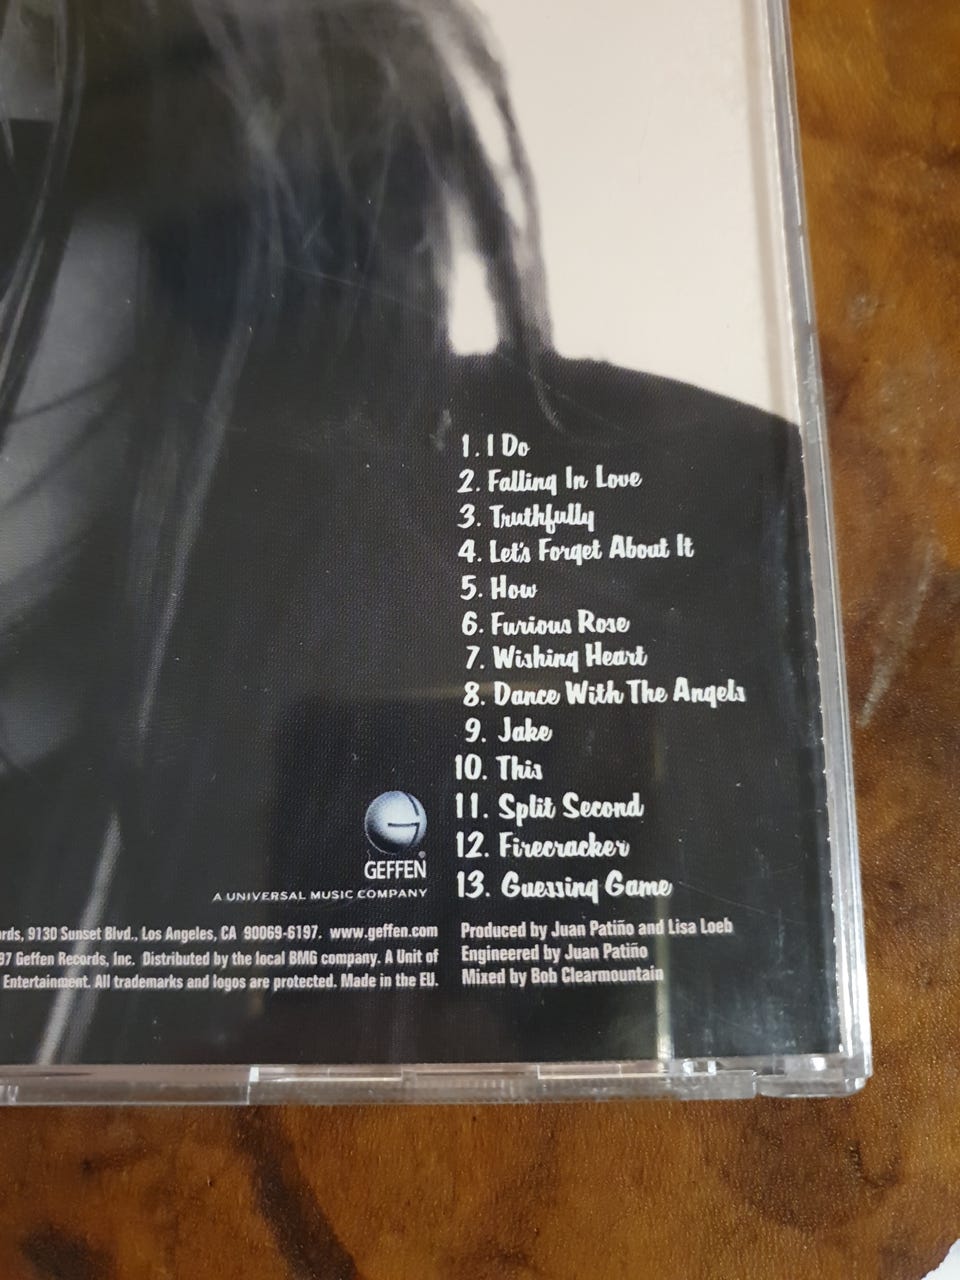 1. I Do
2. Falling In Love
3. Truthfully
4. Let's Forget About It
5. How
6. Furious Rose
7. Wishing Heart
8. Dance With The Angels
9. Jake
10. This
11. Split Second
12. Firecracker
13. Guessing Game
GEFFEN
A UNIVERSAL MUSIC COMPANY
rds, 9130 Sunset Blvd., Los Angeles, CA 90069-6197. www.geffen.com
97 Geffen Records, Inc. Distributed by the local BMG company. A Unit of
Entertainment. All trademarks and logos are protected. Made in the EU.
Produced by Juan Patiño and Lisa Loeb
Engineered by Juan Patiño
Mixed by Bob Clearmountain